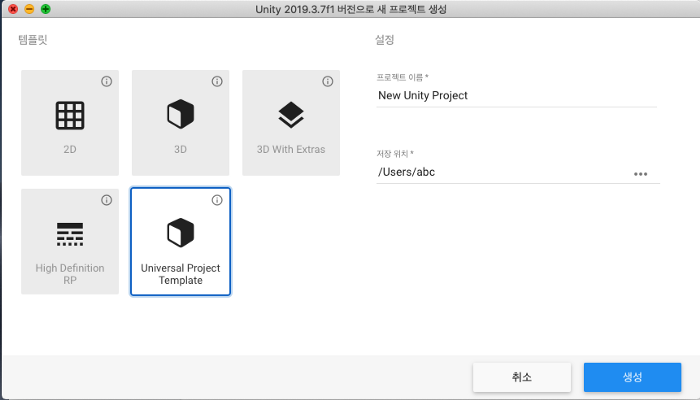 Unity 2019.3.7f1 버전으로 새 프로젝트 생성
템플릿
2D
3D
3D With Extras
High Definition
RP
Universal Project
Template
설정
프로젝트 이름 *
New Unity Project
저장 위치 *
/Users/abc
취소
생성